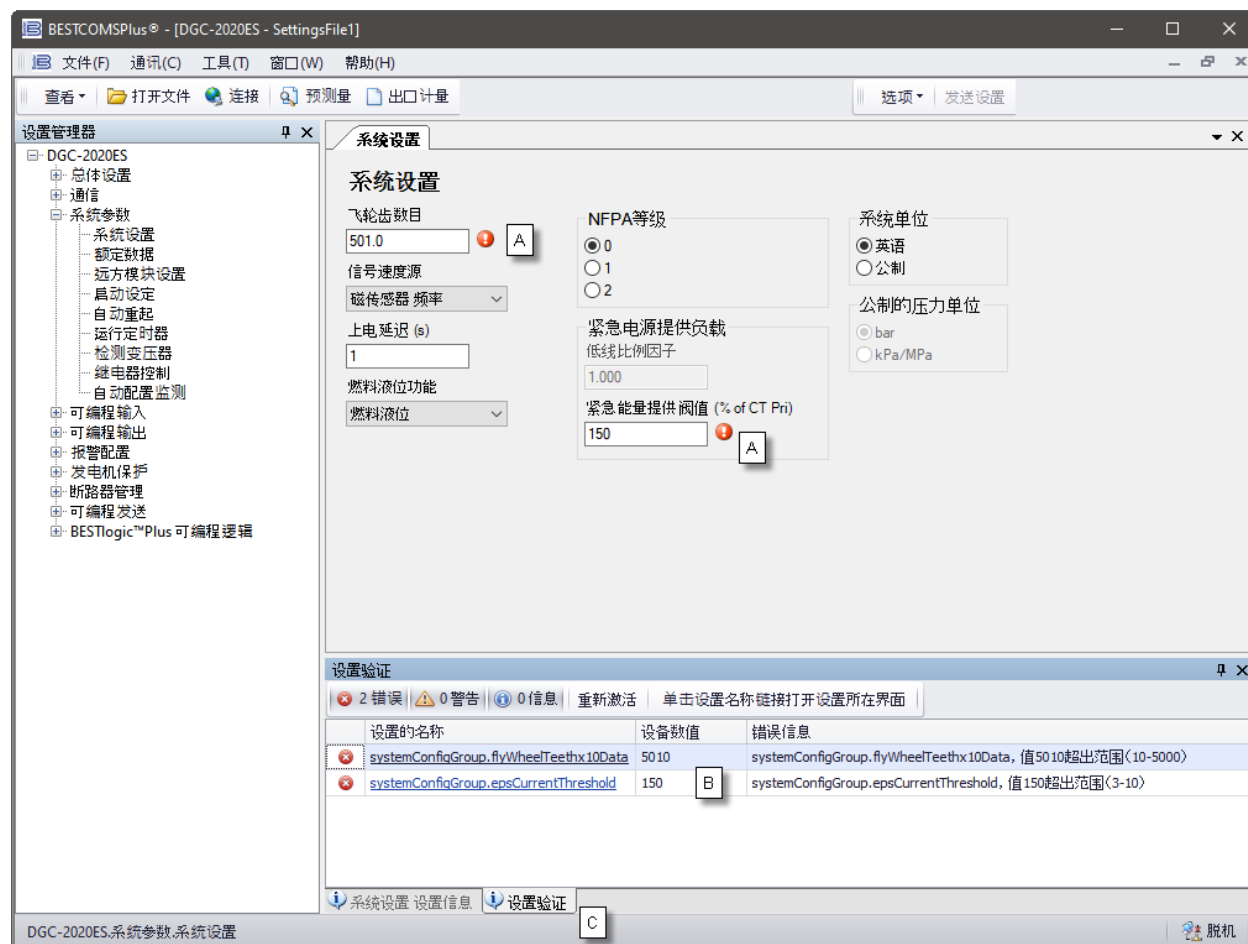 BESTCOMSPlus® - [DGC-2020ES - SettingsFile1]
文件(F) 通讯(C) 工具(T) 窗口(W) 帮助(H)
查看 打开文件 连接 预测量 出口计量 选项 发送设置
设置管理器
DGC-2020ES
总体设置
通信
系统参数
系统设置
额定数据
远方模块设置
启动设定
自动重起
运行定时器
检测变压器
继电器控制
自动配置监测
可编程输入
可编程输出
报警配置
发电机保护
断路器管理
可编程发送
BESTlogic™Plus 可编程逻辑
系统设置
系统设置
飞轮齿数目
501.0
A
信号速度源
磁传感器 频率
上电延迟 (s)
1
燃料液位功能
燃料液位
NFPA等级
0
1
2
紧急电源提供负载
低线比例因子
1.000
紧急能量提供 阀值 (% of CT Pri)
150
A
系统单位
英语
公制
公制的压力单位
bar
kPa/MPa
设置验证
2 错误 0 警告 0 信息 重新激活 单击设置名称链接打开设置所在界面
设置的名称 设备数值 错误信息
systemConfigGroup.flyWheelTeethx10Data 5010 systemConfigGroup.flyWheelTeethx10Data, 值5010超出范围(10-5000)
systemConfigGroup.epsCurrentThreshold 150 B systemConfigGroup.epsCurrentThreshold, 值150超出范围(3-10)
系统设置 设置信息 设置验证
C
DGC-2020ES.系统参数.系统设置 脱机